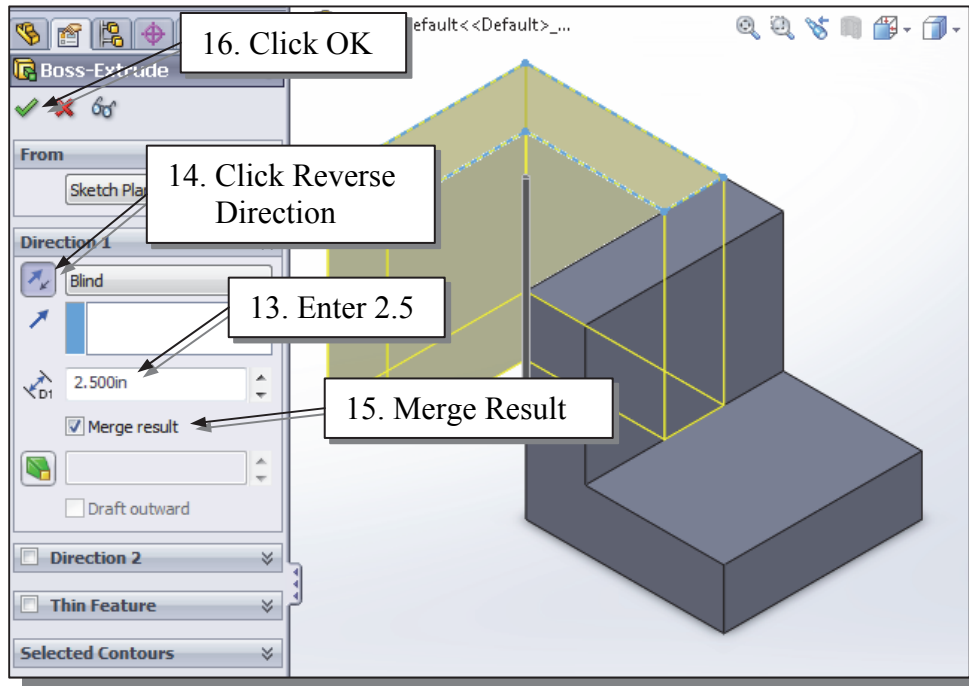 efault<<Default>_...
16. Click OK
Boss-Extrude
From
14. Click Reverse
Direction
Sketch Pla
Direction 1
Blind
13. Enter 2.5
D1
2.500in
15. Merge Result
Merge result
Draft outward
Direction 2
Thin Feature
Selected Contours